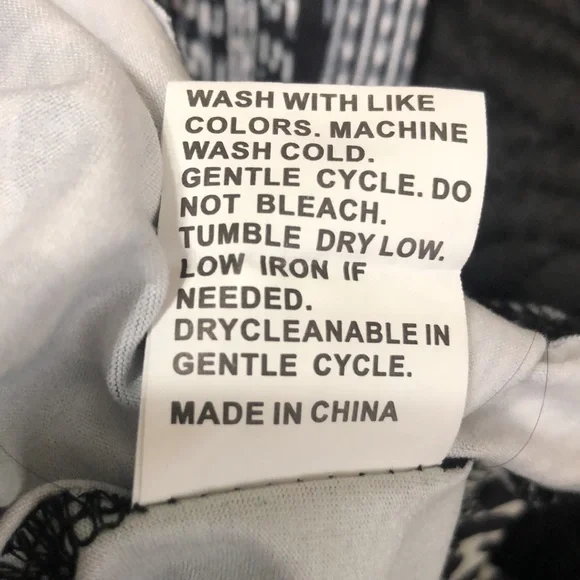 WASH WITH LIKE
COLORS. MACHINE
WASH COLD.
GENTLE CYCLE. DO
NOT BLEACH.
TUMBLE DRY LOW.
LOW IRON IF
NEEDED.
DRYCLEANABLE IN
GENTLE CYCLE.
MADE IN CHINA